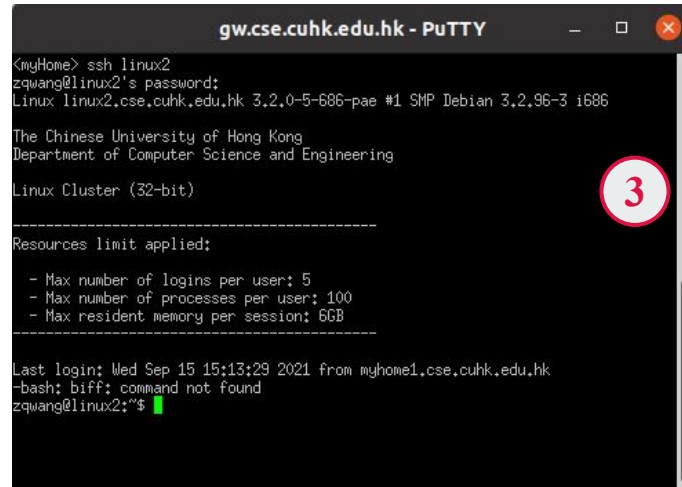 gw.cse.cuhk.edu.hk - PuTTY
<myHome> ssh linux2
zqwang@linux2's password:
Linux linux2.cse.cuhk.edu.hk 3.2.0-5-686-pae #1 SMP Debian 3.2.96-3 i686
The Chinese University of Hong Kong
Department of Computer Science and Engineering
Linux Cluster (32-bit)
3
--------------------------------------------
Resources limit applied:
- Max number of logins per user: 5
- Max number of processes per user: 100
- Max resident memory per session: 6GB
--------------------------------------------
Last login: Wed Sep 15 15:13:29 2021 from myhome1.cse.cuhk.edu.hk
-bash: biff: command not found
zqwang@linux2:~$